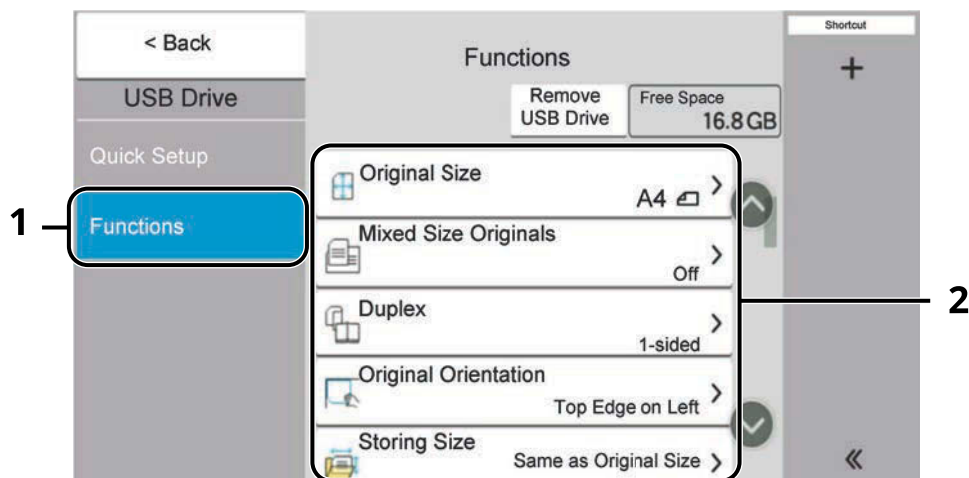 < Back
Functions
Shortcut
+
USB Drive
Remove
USB Drive
Free Space
16.8 GB
Quick Setup
Functions
1
Original Size
A4
Mixed Size Originals
Off
Duplex
1-sided
2
Original Orientation
Top Edge on Left
Storing Size
Same as Original Size